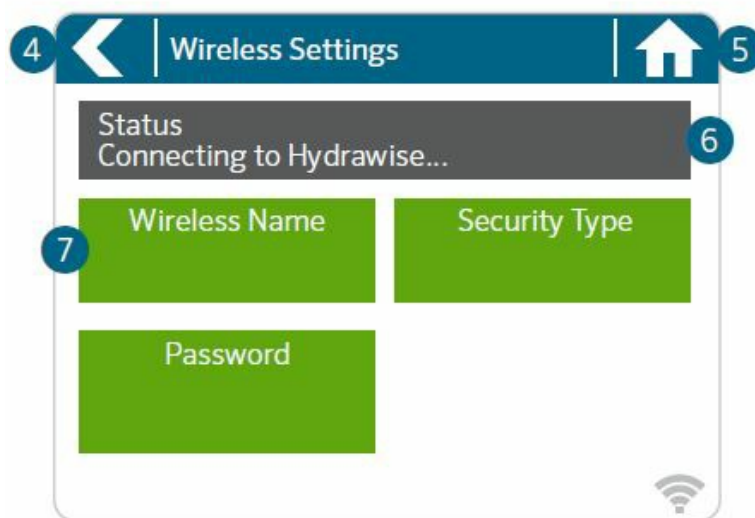 4
Wireless Settings
5
Status
Connecting to Hydrawise...
6
7
Wireless Name
Security Type
Password